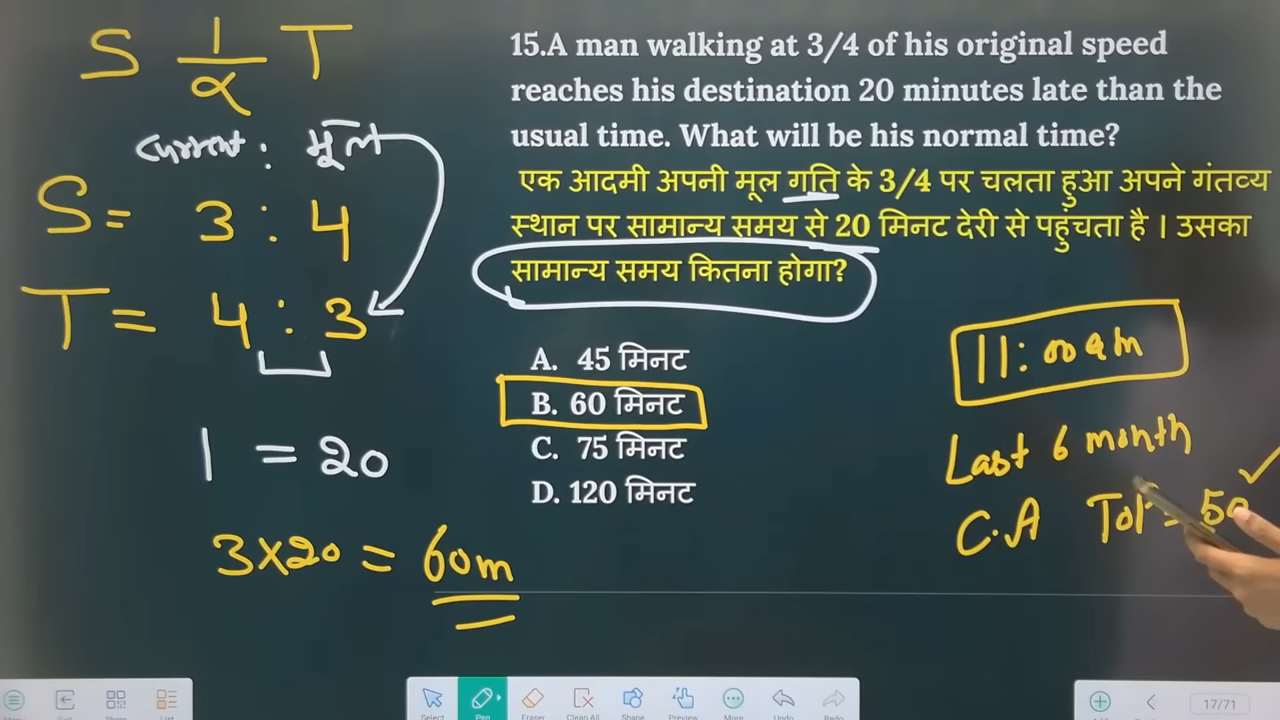 S 1/α T
Current : मूल
S = 3 : 4
T = 4 : 3
1 = 20
3x20 = 60m
15.A man walking at 3/4 of his original speed
reaches his destination 20 minutes late than the
usual time. What will be his normal time?
एक आदमी अपनी मूल गति के 3/4 पर चलता हुआ अपने गंतव्य
स्थान पर सामान्य समय से 20 मिनट देरी से पहुंचता है । उसका
सामान्य समय कितना होगा?
A. 45 मिनट
B. 60 मिनट
C. 75 मिनट
D. 120 मिनट
11:00 am
Last 6 month
C.A Top = 50
Select Pen Eraser Clean All Shape Preview More Undo Redo
17/71